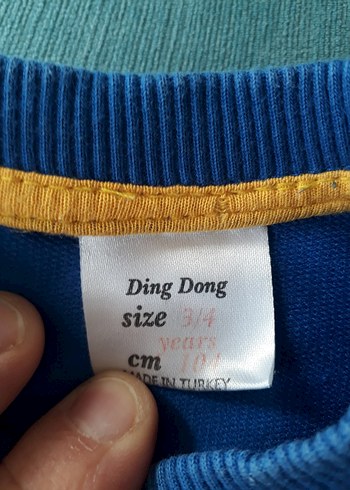 Ding Dong
size 3/4
years
cm 104
MADE IN TURKEY